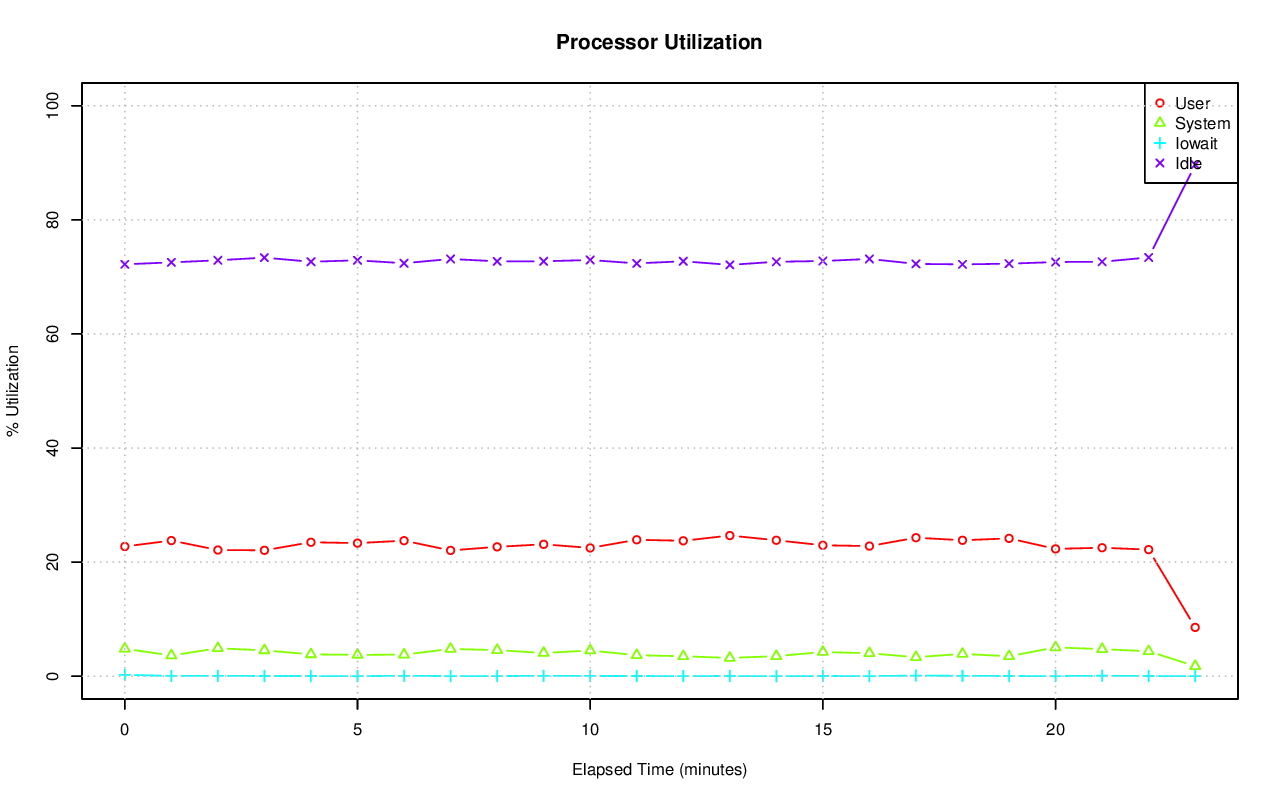 Processor Utilization
100
80
60
40
20
0
% Utilization
User
System
Iowait
Idle
0 5 10 15 20
Elapsed Time (minutes)